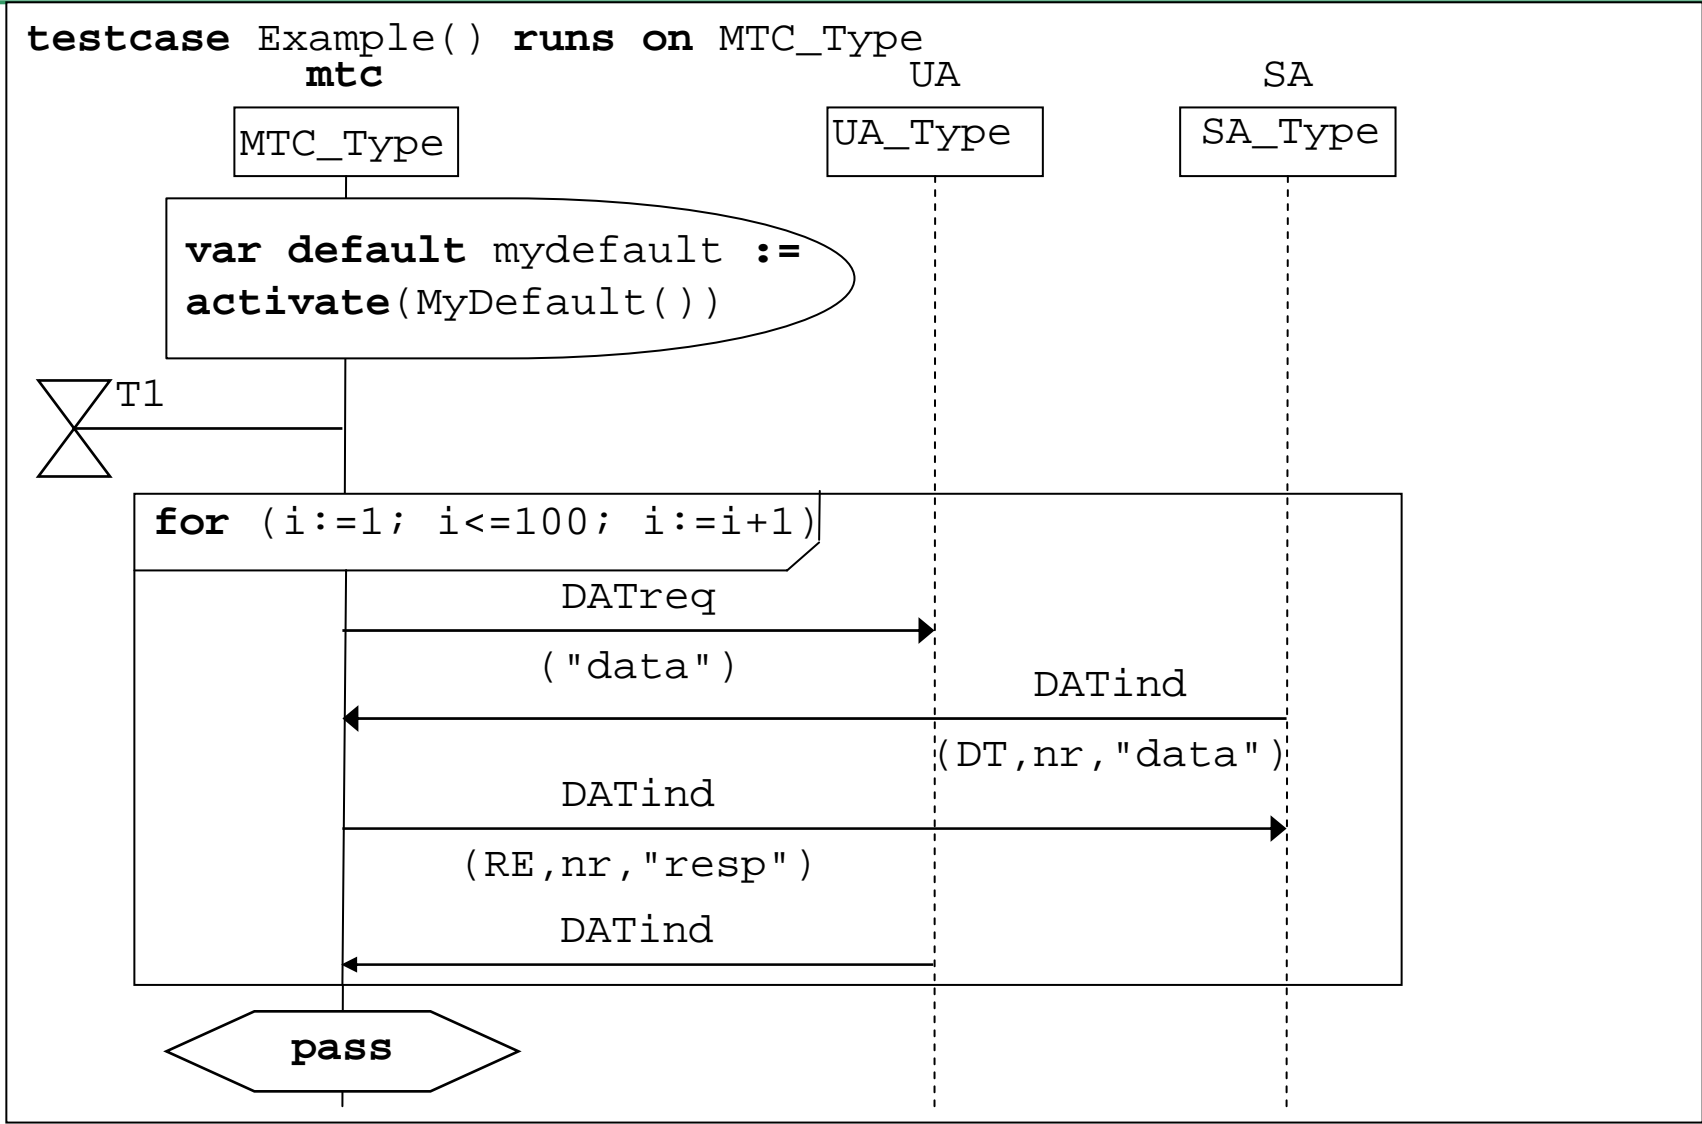 testcase Example() runs on MTC_Type
mtc UA SA
MTC_Type UA_Type SA_Type
var default mydefault :=
activate(MyDefault())
T1
for (i:=1; i<=100; i:=i+1)
DATreq
("data")
DATind
(DT,nr,"data")
DATind
(RE,nr,"resp")
DATind
pass